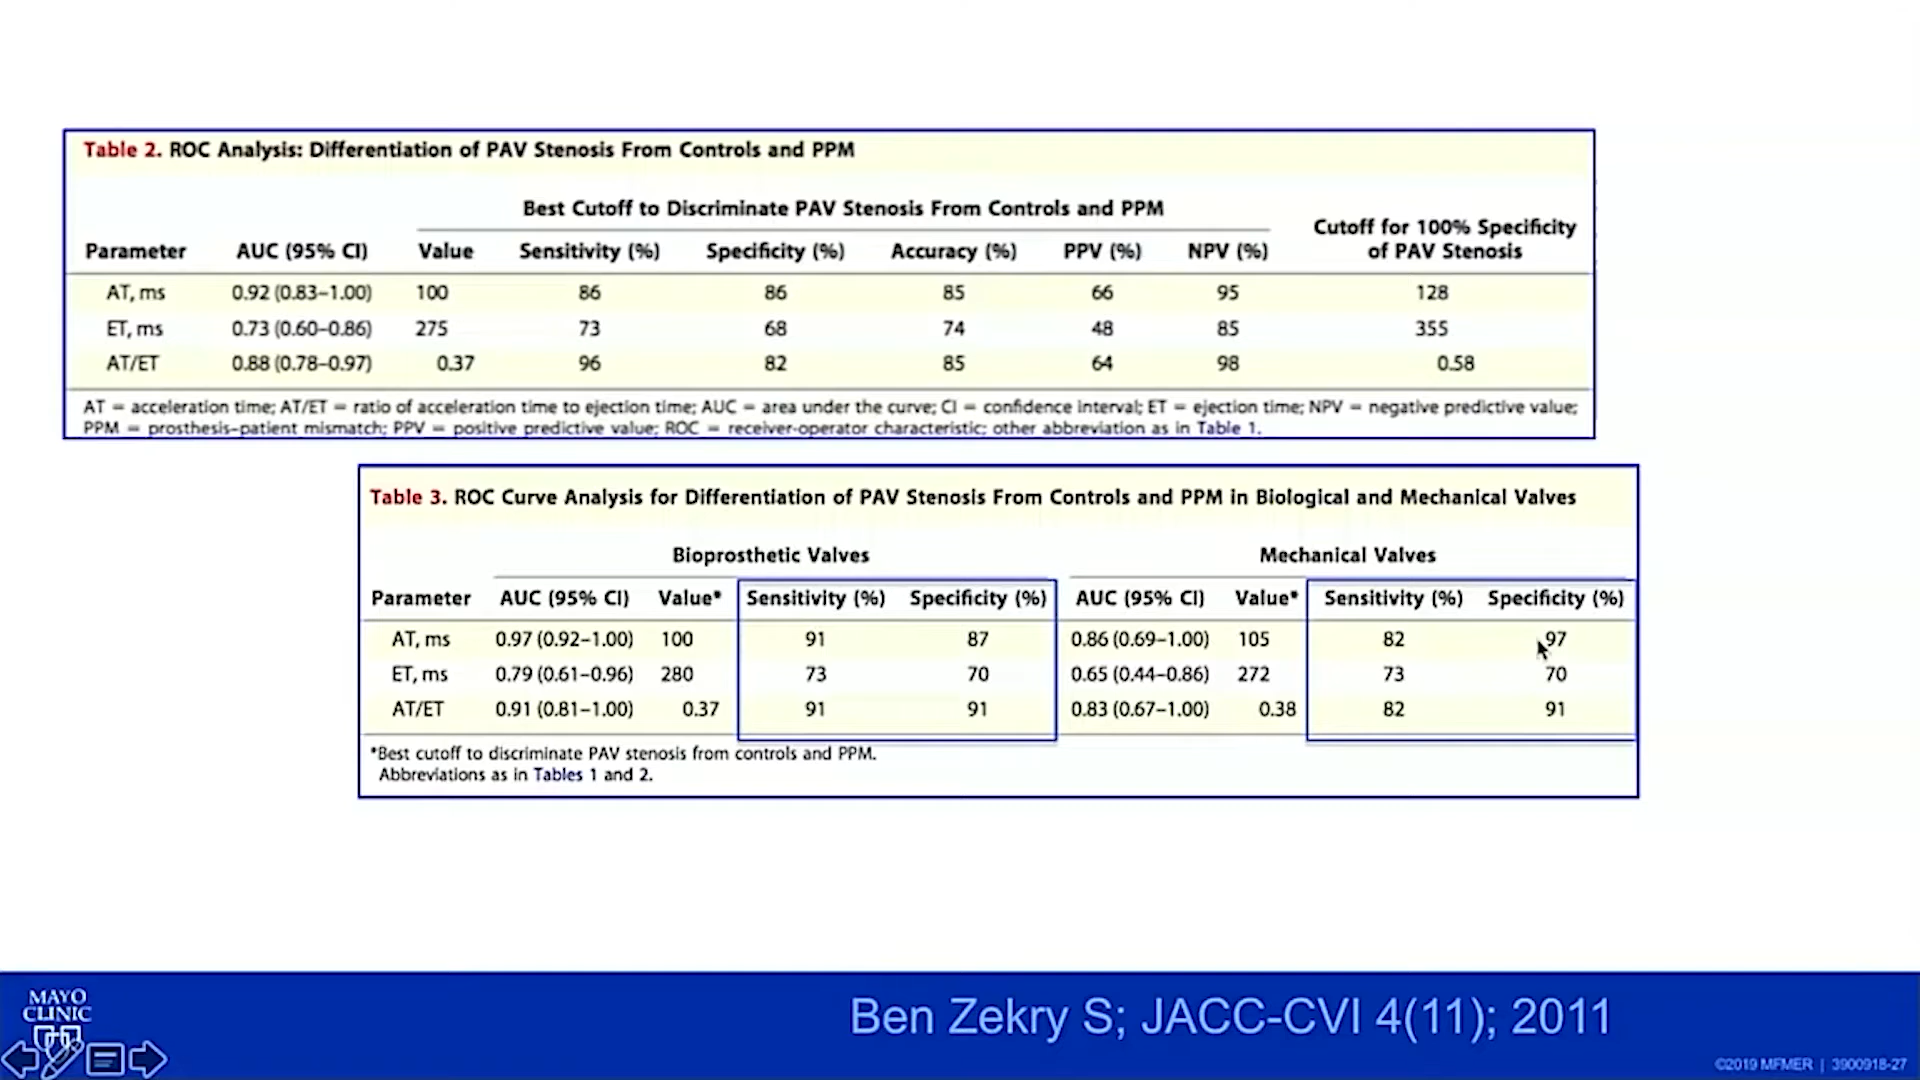 Table 2. ROC Analysis: Differentiation of PAV Stenosis From Controls and PPM
Best Cutoff to Discriminate PAV Stenosis From Controls and PPM
Cutoff for 100% Specificity
of PAV Stenosis
Parameter AUC (95% CI) Value Sensitivity (%) Specificity (%) Accuracy (%) PPV (%) NPV (%)
AT, ms 0.92 (0.83–1.00) 100 86 86 85 66 95 128
ET, ms 0.73 (0.60–0.86) 275 73 68 74 48 85 355
AT/ET 0.88 (0.78–0.97) 0.37 96 82 85 64 98 0.58
AT = acceleration time; AT/ET = ratio of acceleration time to ejection time; AUC = area under the curve; CI = confidence interval; ET = ejection time; NPV = negative predictive value;
PPM = prosthesis-patient mismatch; PPV = positive predictive value; ROC = receiver-operator characteristic; other abbreviation as in Table 1.
Table 3. ROC Curve Analysis for Differentiation of PAV Stenosis From Controls and PPM in Biological and Mechanical Valves
Bioprosthetic Valves Mechanical Valves
Parameter AUC (95% CI) Value* Sensitivity (%) Specificity (%) AUC (95% CI) Value* Sensitivity (%) Specificity (%)
AT, ms 0.97 (0.92–1.00) 100 91 87 0.86 (0.69–1.00) 105 82 97
ET, ms 0.79 (0.61–0.96) 280 73 70 0.65 (0.44–0.86) 272 73 70
AT/ET 0.91 (0.81–1.00) 0.37 91 91 0.83 (0.67–1.00) 0.38 82 91
*Best cutoff to discriminate PAV stenosis from controls and PPM.
Abbreviations as in Tables 1 and 2.
MAYO
CLINIC
Ben Zekry S; JACC-CVI 4(11); 2011
©2019 MFMER | 3900918-27